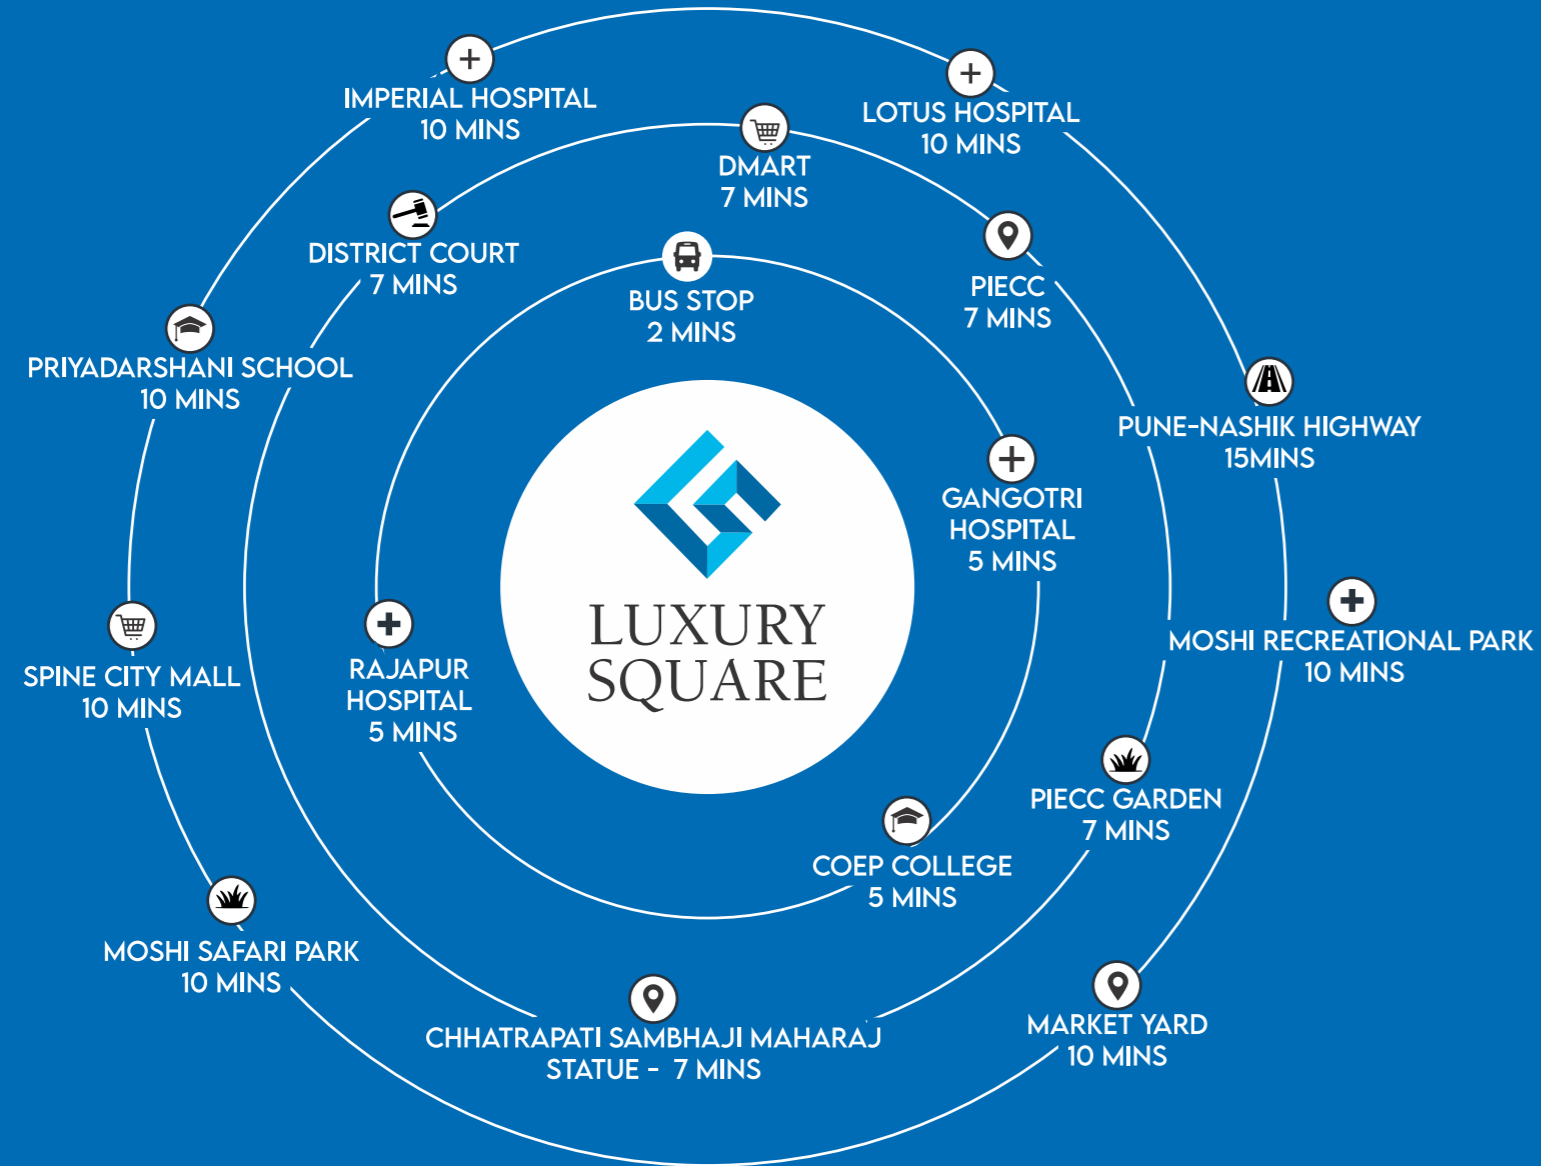 IMPERIAL HOSPITAL
10 MINS
LOTUS HOSPITAL
10 MINS
DMART
7 MINS
DISTRICT COURT
7 MINS
PIECC
7 MINS
BUS STOP
2 MINS
PRIYADARSHANI SCHOOL
10 MINS
PUNE-NASHIK HIGHWAY
15MINS
GANGOTRI
HOSPITAL
5 MINS
LUXURY
SQUARE
MOSHI RECREATIONAL PARK
10 MINS
RAJAPUR
HOSPITAL
5 MINS
SPINE CITY MALL
10 MINS
PIECC GARDEN
7 MINS
COEP COLLEGE
5 MINS
MOSHI SAFARI PARK
10 MINS
CHHATRAPATI SAMBHAJI MAHARAJ
STATUE - 7 MINS
MARKET YARD
10 MINS